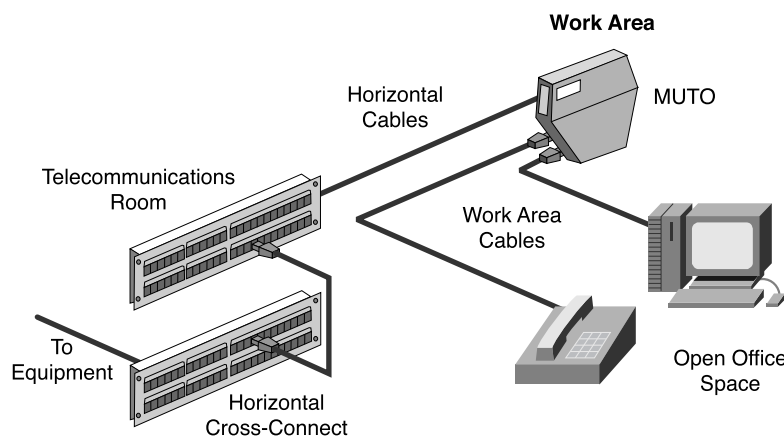 Work Area
MUTO
Horizontal
Cables
Telecommunications
Room
Work Area
Cables
To
Equipment
Horizontal
Cross-Connect
Open Office
Space